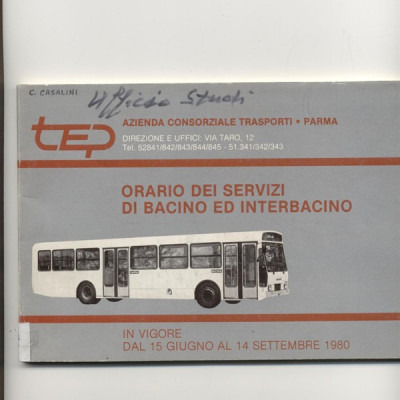 C. CASALINI
Ufficio Studi
tep
AZIENDA CONSORZIALE TRASPORTI • PARMA
DIREZIONE E UFFICI: VIA TARO, 12
Tel. 52841/842/843/844/845 - 51.341/342/343
ORARIO DEI SERVIZI
DI BACINO ED INTERBACINO
IN VIGORE
DAL 15 GIUGNO AL 14 SETTEMBRE 1980